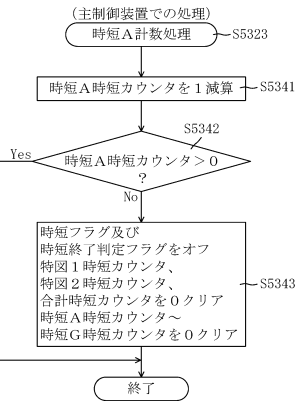 (主制御装置での処理)
時短A計数処理
S5323
時短A時短カウンタを1減算
S5341
S5342
Yes
時短A時短カウンタ>0
?
No
時短フラグ及び
時短終了判定フラグをオフ
特図1時短カウンタ、
特図2時短カウンタ、
合計時短カウンタを0クリア
時短A時短カウンタ~
時短G時短カウンタを0クリア
S5343
終了